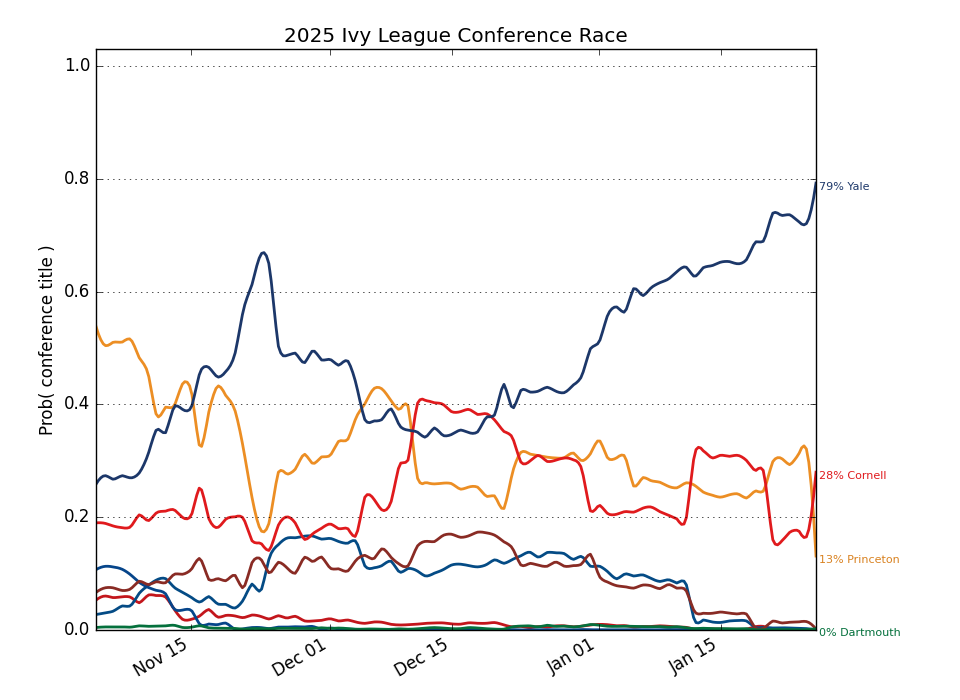 2025 Ivy League Conference Race
Prob( conference title )
1.0
0.8
0.6
0.4
0.2
0.0
79% Yale
28% Cornell
13% Princeton
0% Dartmouth
Nov 15
Dec 01
Dec 15
Jan 01
Jan 15